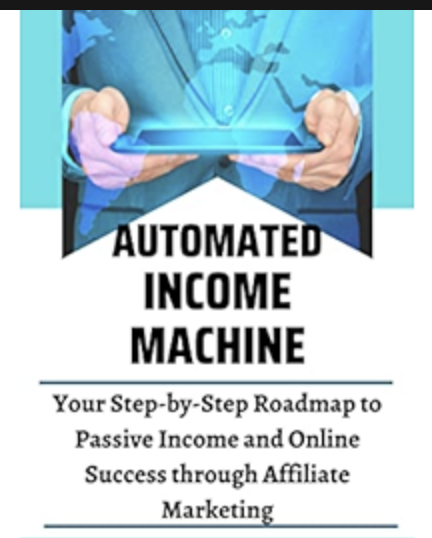 AUTOMATED
INCOME
MACHINE
Your Step-by-Step Roadmap to
Passive Income and Online
Success through Affiliate
Marketing